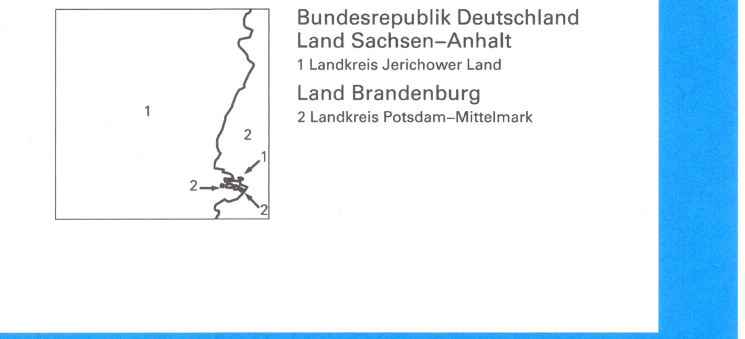 Bundesrepublik Deutschland
Land Sachsen–Anhalt
1 Landkreis Jerichower Land
Land Brandenburg
2 Landkreis Potsdam–Mittelmark
1
2
1
2
2